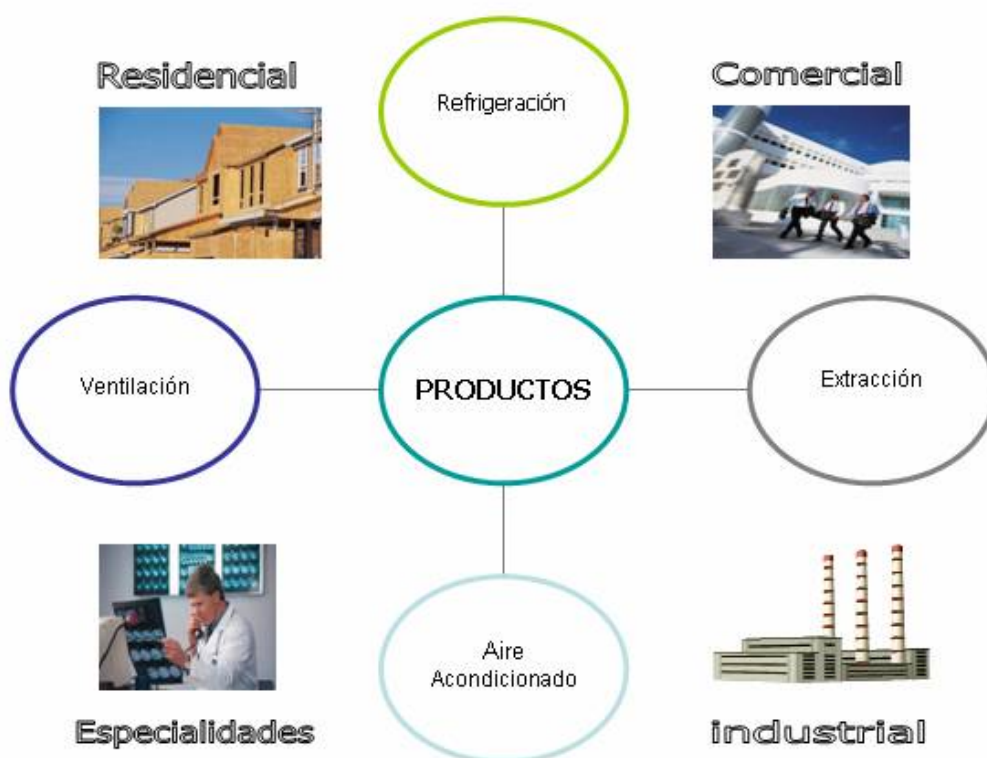 Residencial
Refrigeración
Comercial
Ventilación
PRODUCTOS
Extracción
Aire
Acondicionado
Especialidades
industrial